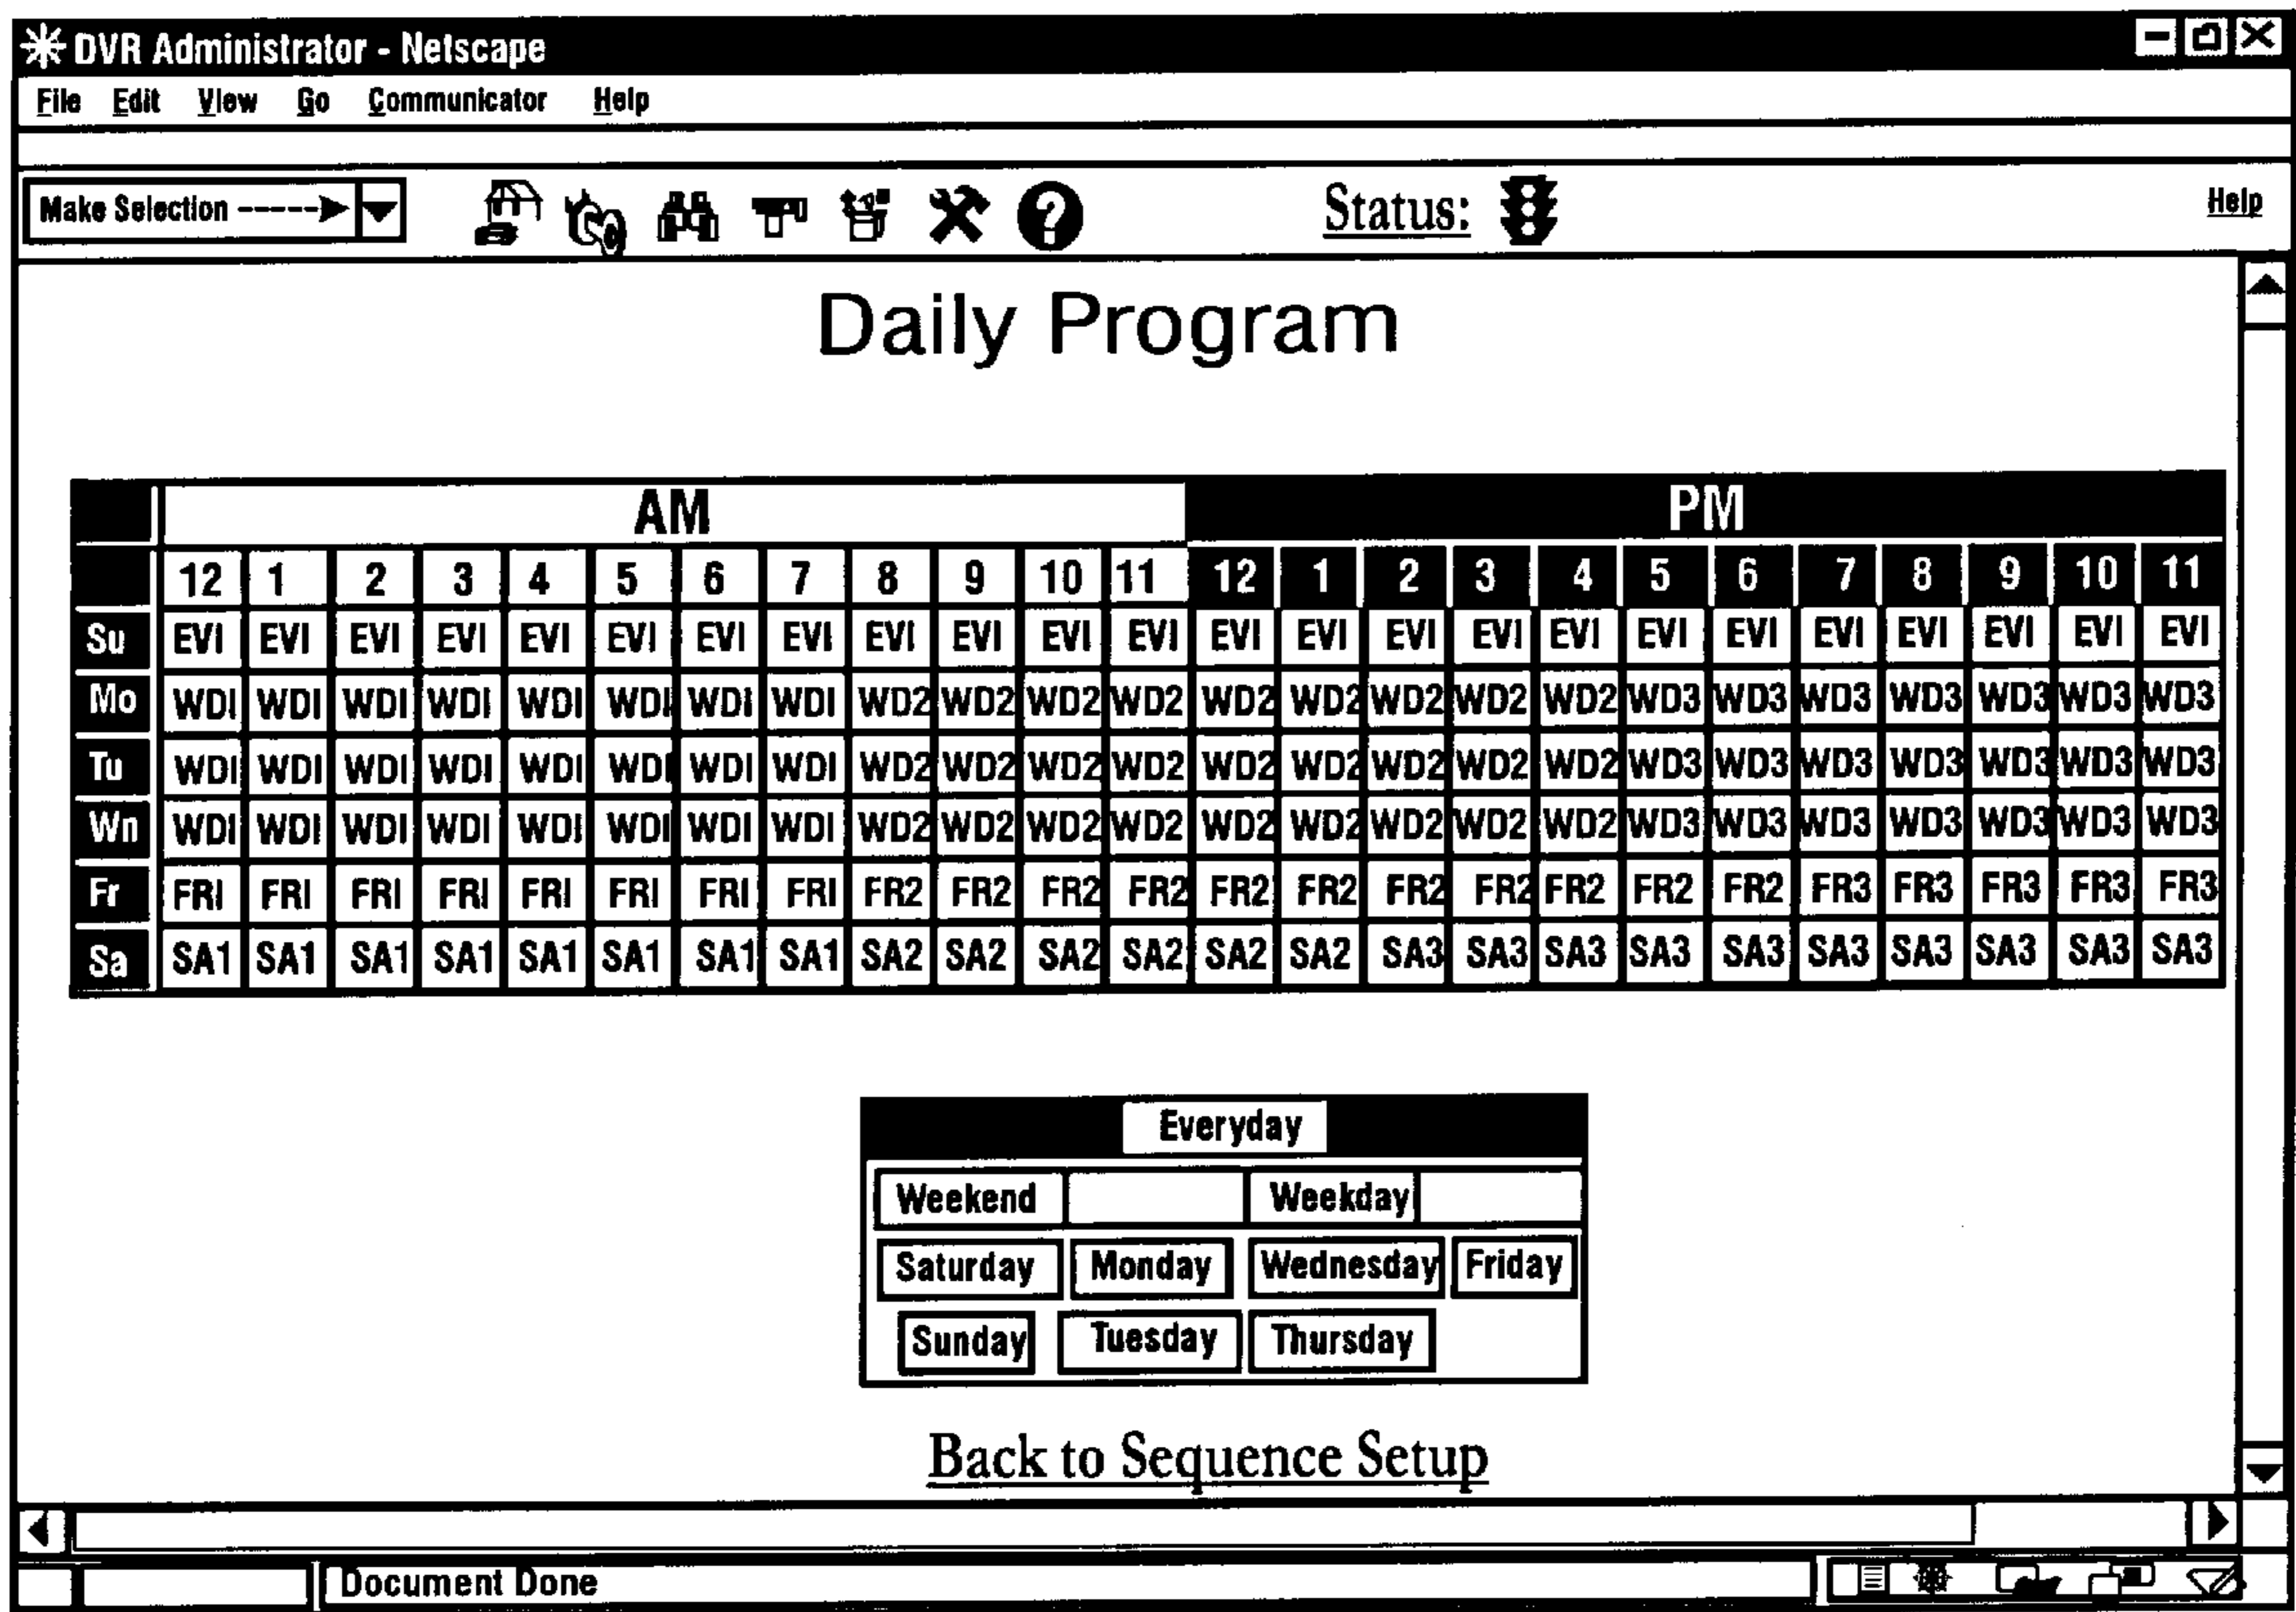 DVR Administrator - Netscape
File Edit View Go Communicator Help
Make Selection -----> Status: Help
Daily Program
AM PM
12 1 2 3 4 5 6 7 8 9 10 11 12 1 2 3 4 5 6 7 8 9 10 11
Su EVI EVI EVI EVI EVI EVI EVI EVI EVI EVI EVI EVI EVI EVI EVI EVI EVI EVI EVI EVI EVI EVI EVI EVI
Mo WDI WDI WDI WDI WDI WDI WDI WDI WD2 WD2 WD2 WD2 WD2 WD2 WD2 WD2 WD2 WD3 WD3 WD3 WD3 WD3 WD3 WD3
Tu WDI WDI WDI WDI WDI WDI WDI WDI WD2 WD2 WD2 WD2 WD2 WD2 WD2 WD2 WD2 WD3 WD3 WD3 WD3 WD3 WD3 WD3
Wn WDI WDI WDI WDI WDI WDI WDI WDI WD2 WD2 WD2 WD2 WD2 WD2 WD2 WD2 WD2 WD3 WD3 WD3 WD3 WD3 WD3 WD3
Fr FRI FRI FRI FRI FRI FRI FRI FRI FR2 FR2 FR2 FR2 FR2 FR2 FR2 FR2 FR2 FR2 FR2 FR3 FR3 FR3 FR3 FR3
Sa SA1 SA1 SA1 SA1 SA1 SA1 SA1 SA1 SA2 SA2 SA2 SA2 SA2 SA2 SA3 SA3 SA3 SA3 SA3 SA3 SA3 SA3 SA3 SA3
Everyday
Weekend Weekday
Saturday Monday Wednesday Friday
Sunday Tuesday Thursday
Back to Sequence Setup
Document Done